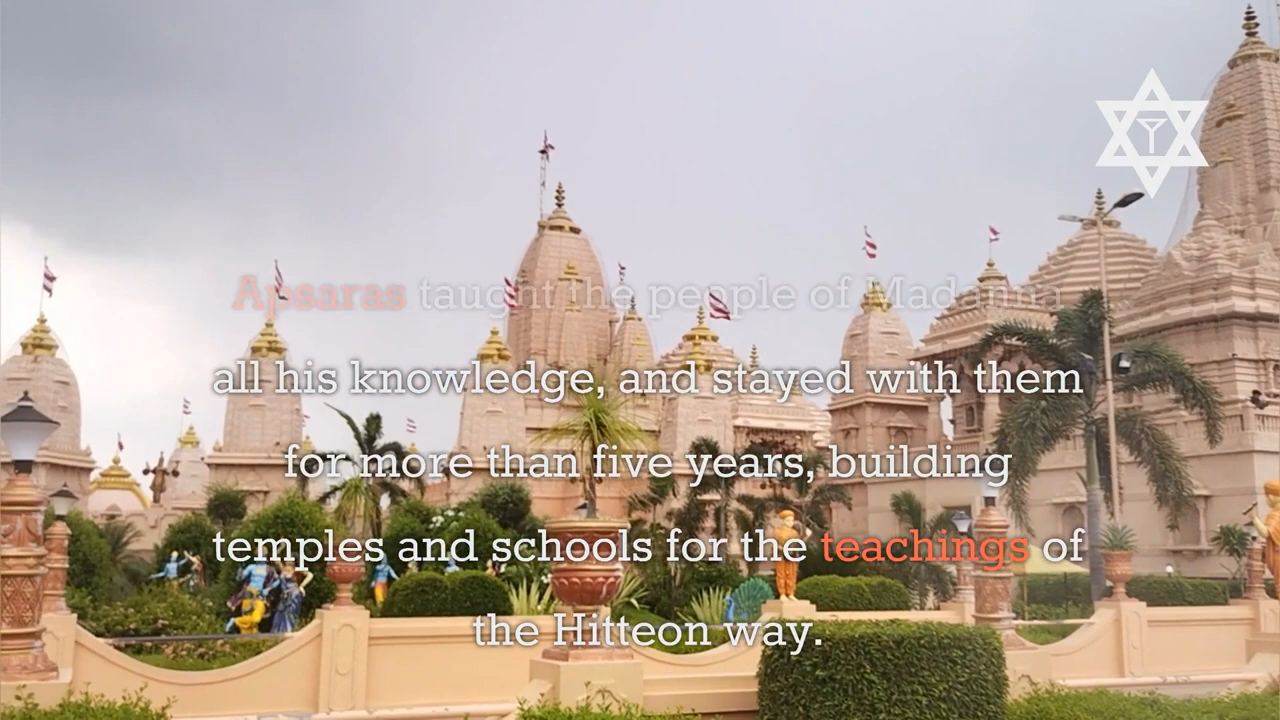 Apsaras taught the people of Madanna
all his knowledge, and stayed with them
for more than five years, building
temples and schools for the teachings of
the Hitteon way.